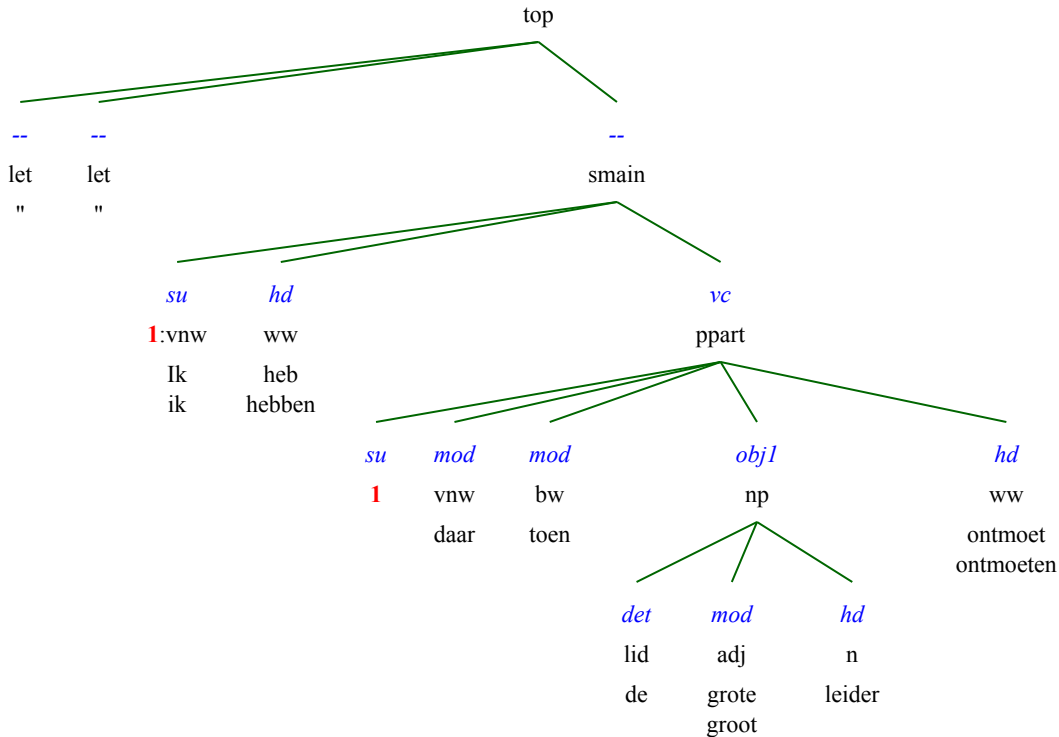 top
-- -- --
let let smain
" "
su hd vc
1:vnw ww ppart
Ik heb
ik hebben
su mod mod obj1 hd
1 vnw bw np ww
daar toen ontmoet
ontmoeten
det mod hd
lid adj n
de grote leider
groot